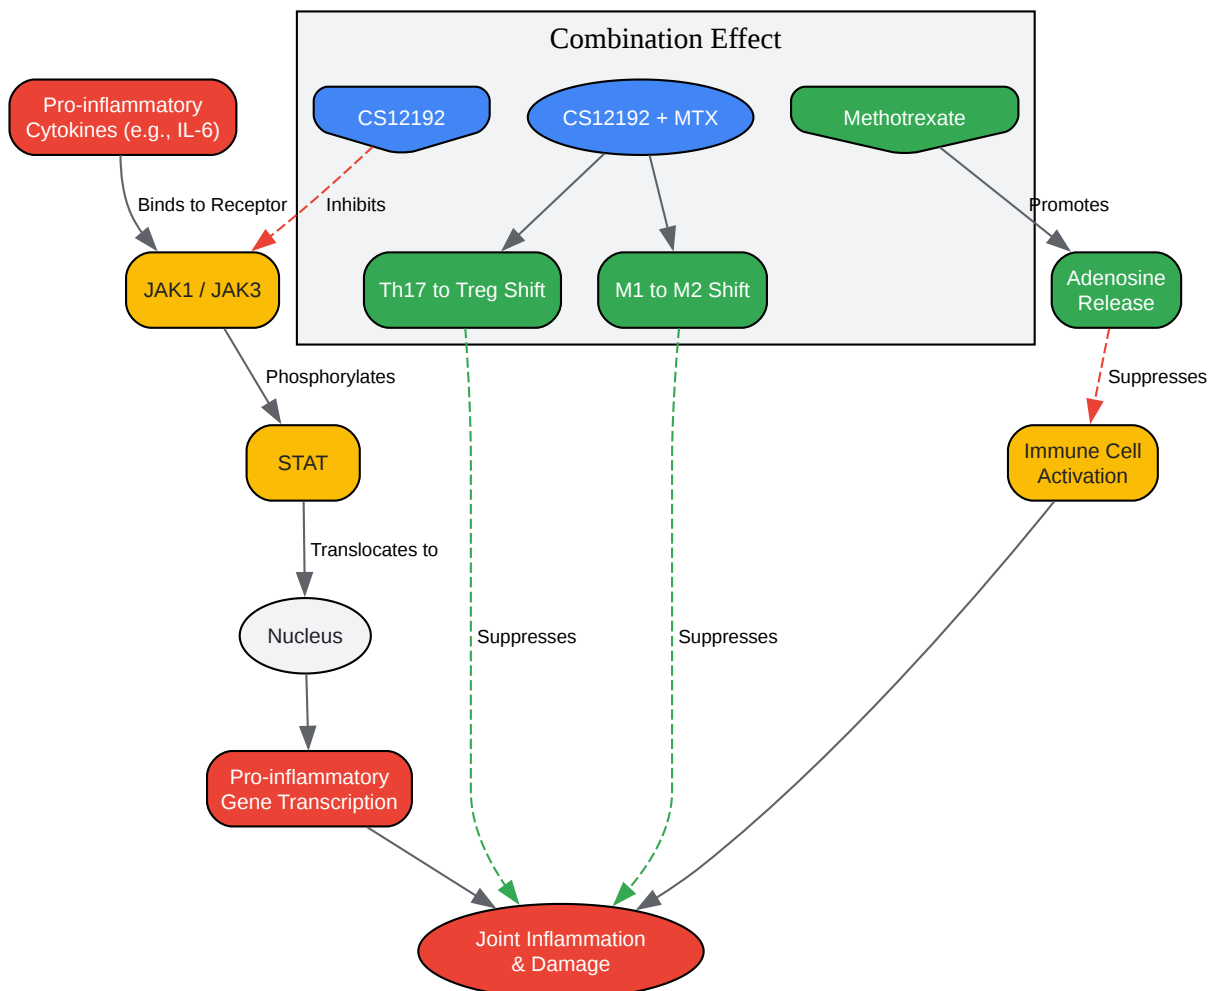 Combination Effect
Pro-inflammatory
Cytokines (e.g., IL-6)
CS12192
CS12192 + MTX
Methotrexate
Binds to Receptor
Inhibits
Promotes
JAK1 / JAK3
Th17 to Treg Shift
M1 to M2 Shift
Adenosine
Release
Phosphorylates
Suppresses
STAT
Immune Cell
Activation
Translocates to
Nucleus
Suppresses
Suppresses
Pro-inflammatory
Gene Transcription
Joint Inflammation
& Damage